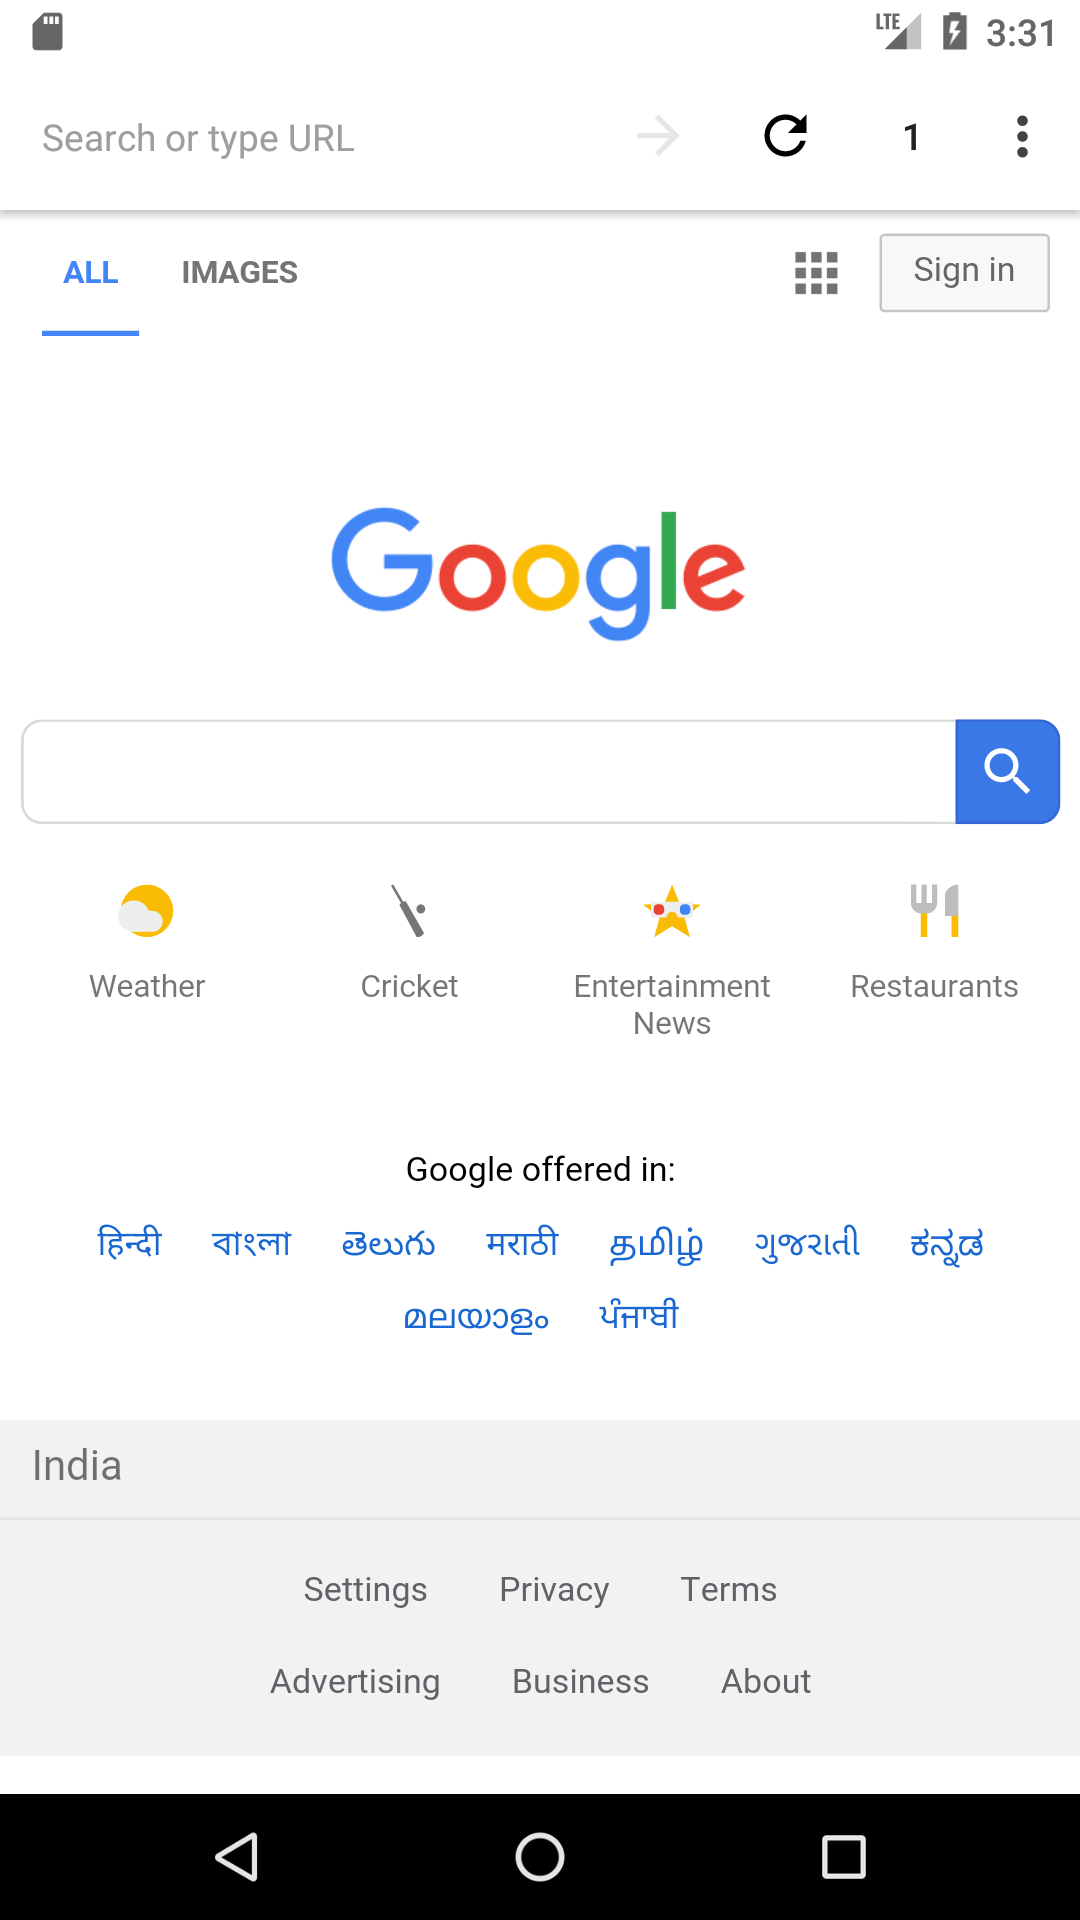 LTE 3:31
Search or type URL 1
ALL IMAGES Sign in
Google
Weather Cricket Entertainment News Restaurants
Google offered in:
हिन्दी বাংলা తెలుగు मराठी தமிழ் ગુજરાતી ಕನ್ನಡ
മലയാളം ਪੰਜਾਬੀ
India
Settings Privacy Terms
Advertising Business About